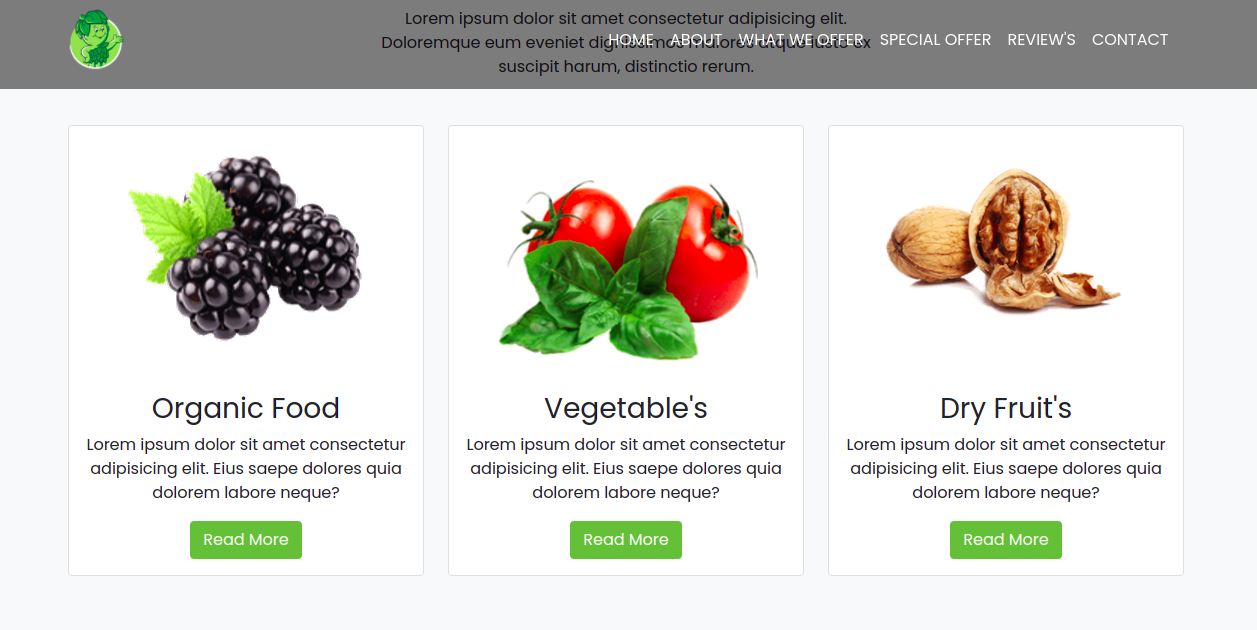 Lorem ipsum dolor sit amet consectetur adipisicing elit.
HOME ABOUT WHAT WE OFFER SPECIAL OFFER REVIEW'S CONTACT
Doloremque eum eveniet dignissimos maiores atque iusto ex
suscipit harum, distinctio rerum.
Organic Food
Lorem ipsum dolor sit amet consectetur
adipisicing elit. Eius saepe dolores quia
dolorem labore neque?
Read More
Vegetable's
Lorem ipsum dolor sit amet consectetur
adipisicing elit. Eius saepe dolores quia
dolorem labore neque?
Read More
Dry Fruit's
Lorem ipsum dolor sit amet consectetur
adipisicing elit. Eius saepe dolores quia
dolorem labore neque?
Read More